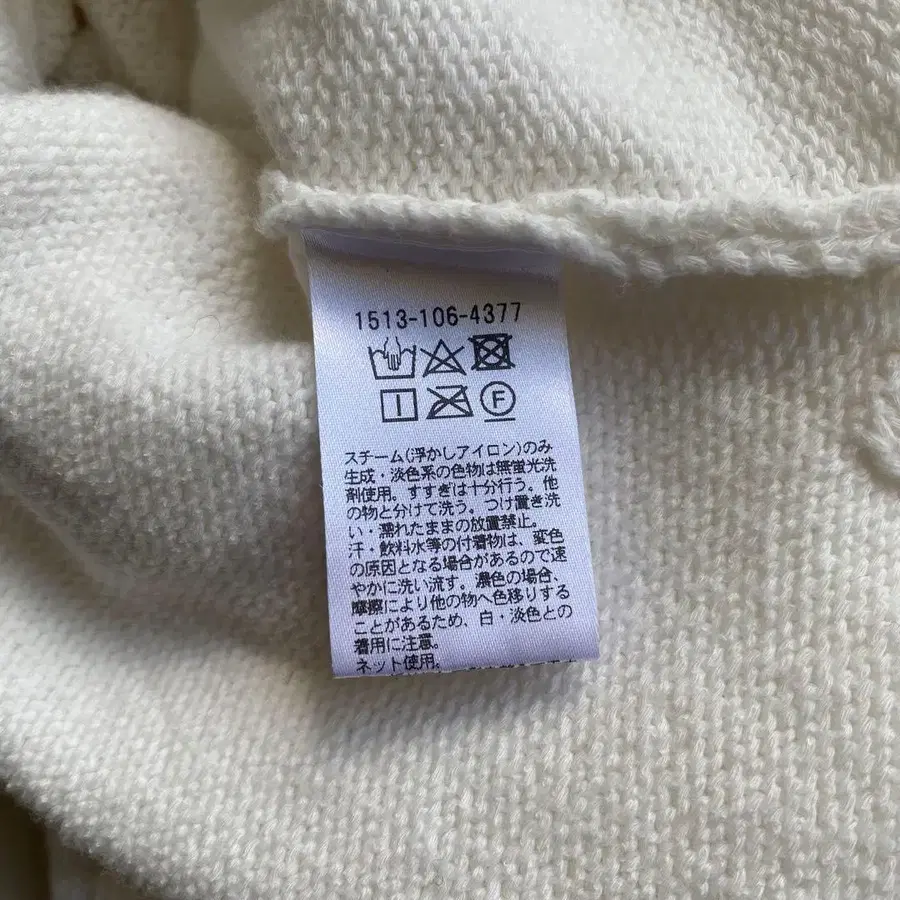 1513-106-4377
F
スチーム(浮かしアイロン)のみ
生成・淡色系の色物は無蛍光洗
剤使用。すすぎは十分行う。他
の物と分けて洗う。つけ置き洗
い・濡れたままの放置禁止。
汗・飲料水等の付着物は、変色
の原因となる場合があるので速
やかに洗い流す。濃色の場合、
摩擦により他の物へ色移りする
ことがあるため、白・淡色との
着用に注意。
ネット使用。